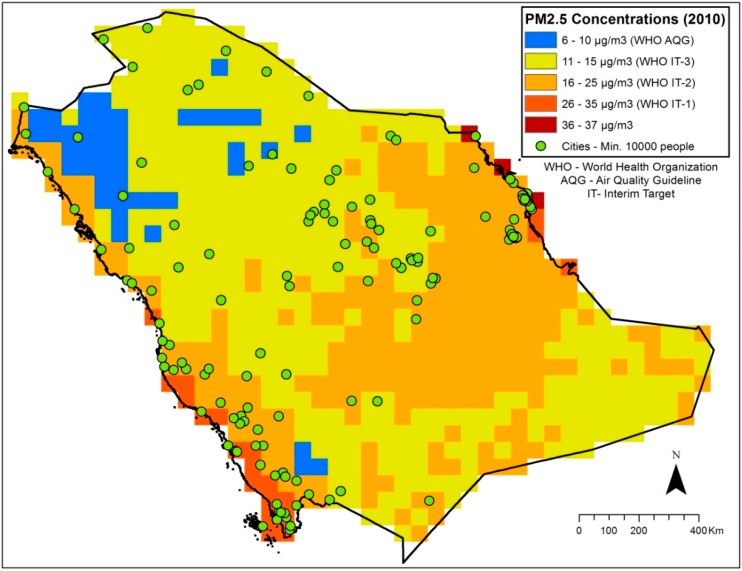 PM2.5 Concentrations (2010)
6 - 10 µg/m3 (WHO AQG)
11 - 15 µg/m3 (WHO IT-3)
16 - 25 µg/m3 (WHO IT-2)
26 - 35 µg/m3 (WHO IT-1)
36 - 37 µg/m3
Cities - Min. 10000 people
WHO - World Health Organization
AQG - Air Quality Guideline
IT- Interim Target
N
0 100 200 400 Km